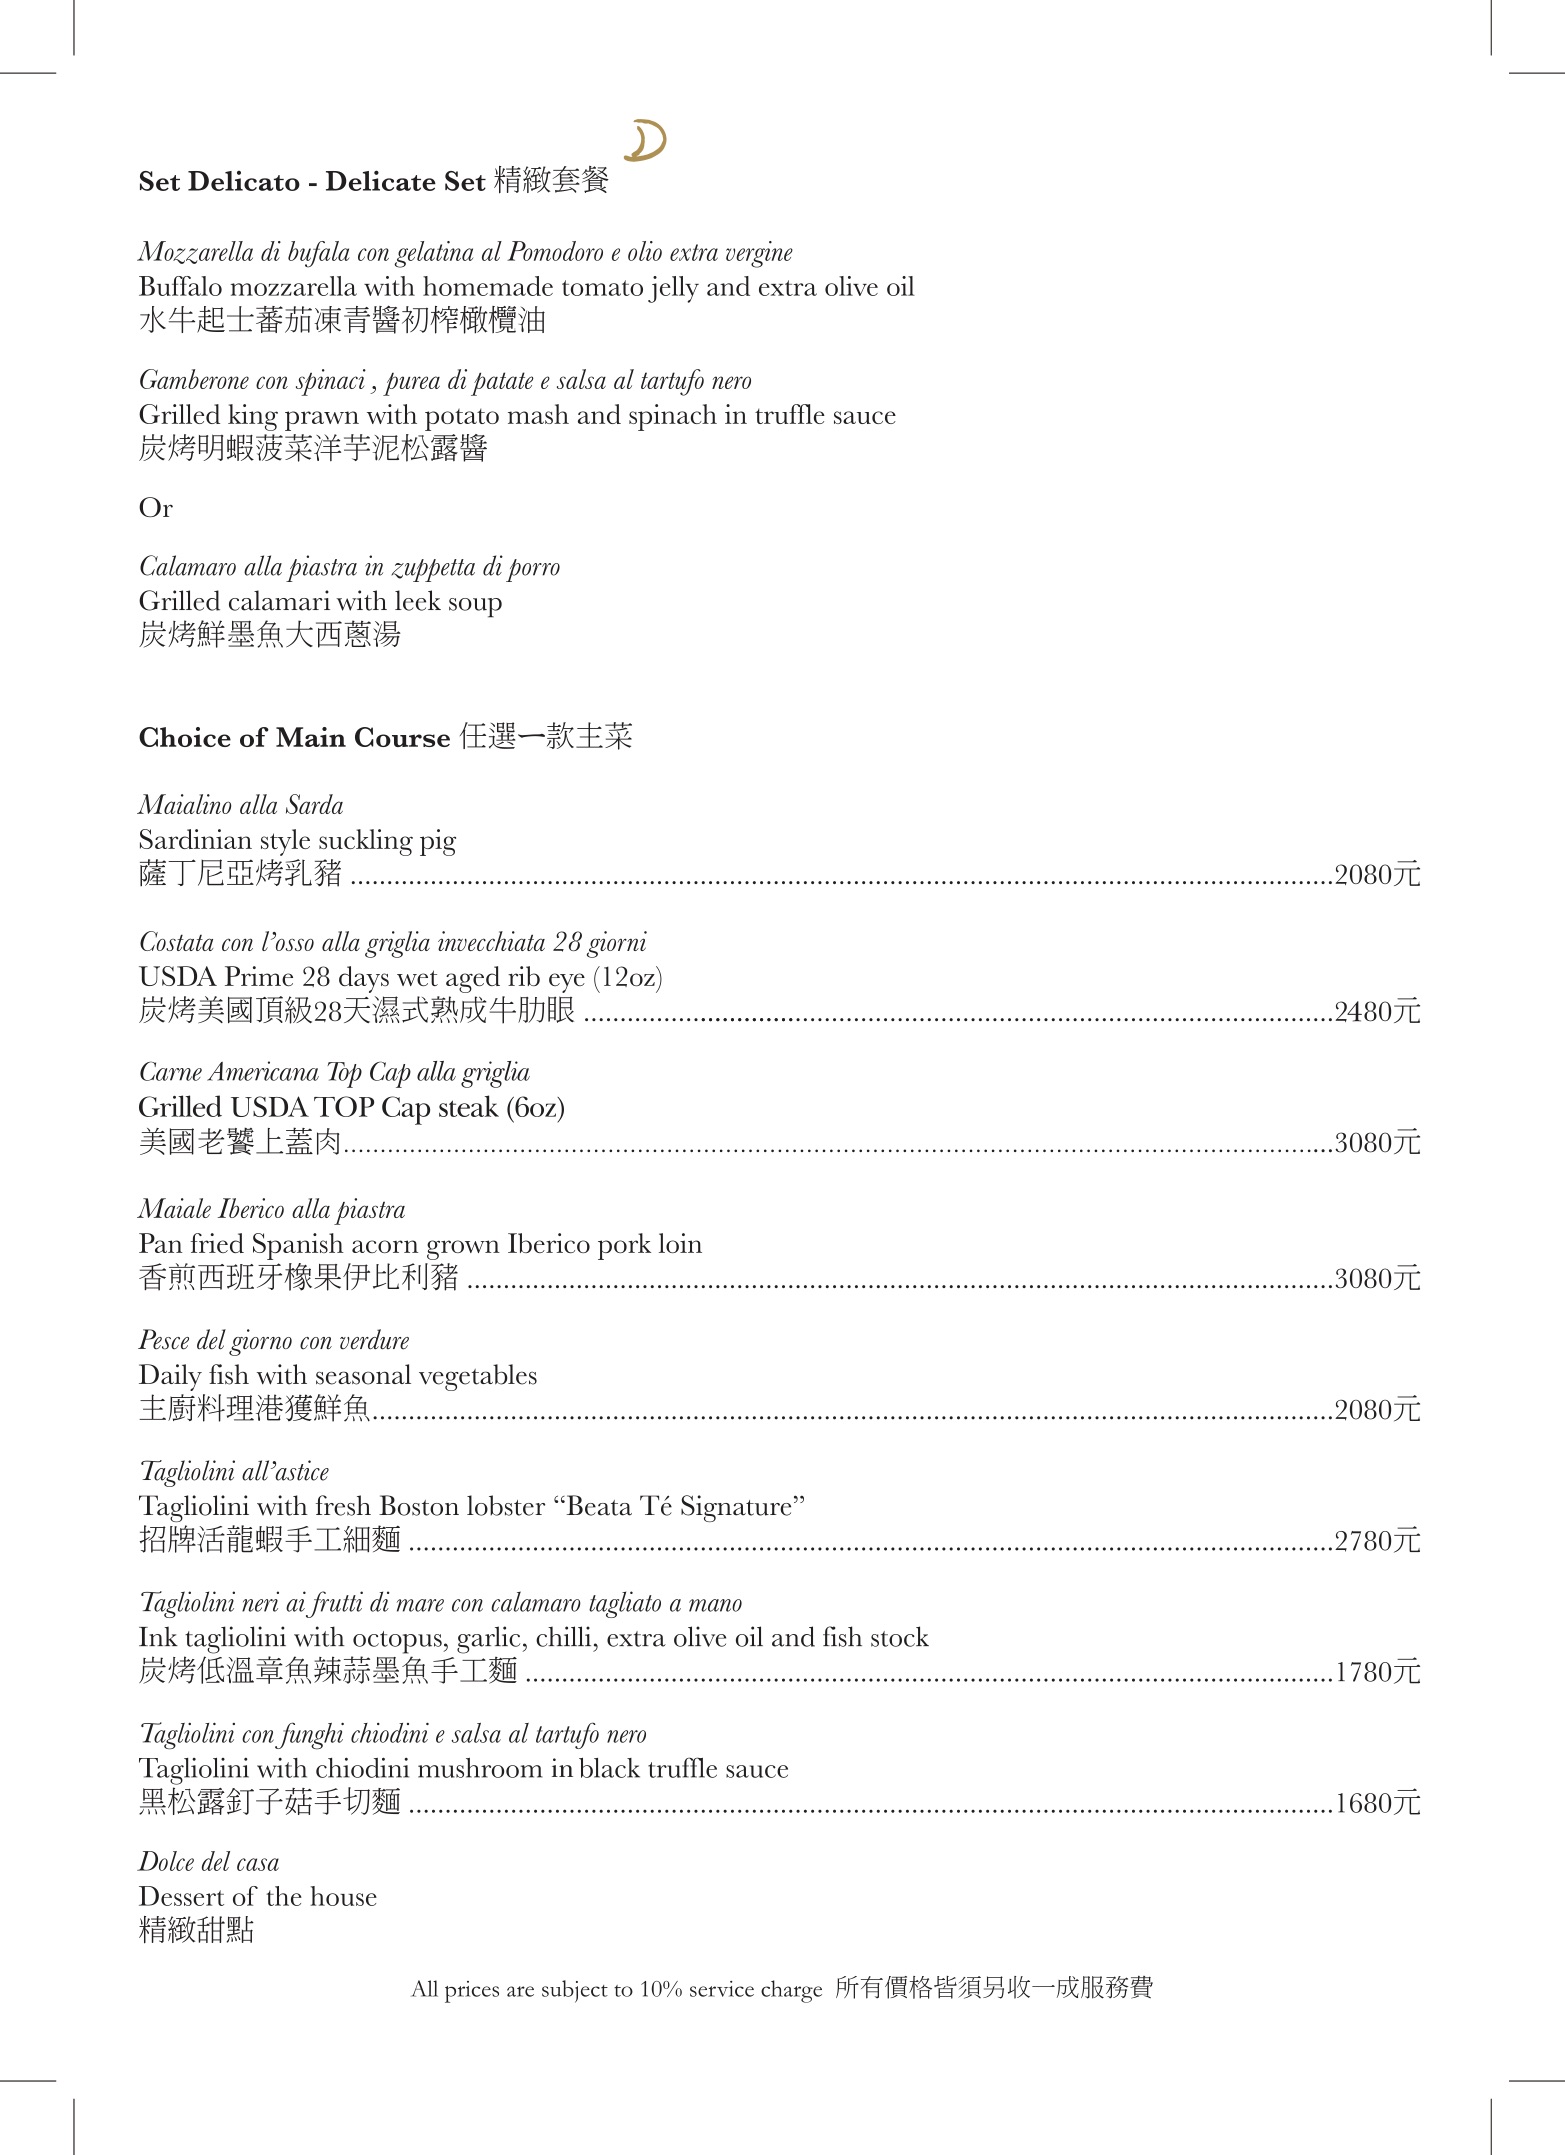 Set Delicato - Delicate Set 精緻套餐
Mozzarella di bufala con gelatina al Pomodoro e olio extra vergine
Buffalo mozzarella with homemade tomato jelly and extra olive oil
水牛起士蕃茄凍青醬初榨橄欖油
Gamberone con spinaci , purea di patate e salsa al tartufo nero
Grilled king prawn with potato mash and spinach in truffle sauce
炭烤明蝦菠菜洋芋泥松露醬
Or
Calamaro alla piastra in zuppetta di porro
Grilled calamari with leek soup
炭烤鮮墨魚大西蔥湯
Choice of Main Course 任選一款主菜
Maialino alla Sarda
Sardinian style suckling pig
薩丁尼亞烤乳豬 ........................2080元
Costata con l’osso alla griglia invecchiata 28 giorni
USDA Prime 28 days wet aged rib eye (12oz)
炭烤美國頂級28天濕式熟成牛肋眼 ........................2480元
Carne Americana Top Cap alla griglia
Grilled USDA TOP Cap steak (6oz)
美國老饕上蓋肉........................3080元
Maiale Iberico alla piastra
Pan fried Spanish acorn grown Iberico pork loin
香煎西班牙橡果伊比利豬 ........................3080元
Pesce del giorno con verdure
Daily fish with seasonal vegetables
主廚料理港獲鮮魚........................2080元
Tagliolini all’astice
Tagliolini with fresh Boston lobster “Beata Té Signature”
招牌活龍蝦手工細麵 ........................2780元
Tagliolini neri ai frutti di mare con calamaro tagliato a mano
Ink tagliolini with octopus, garlic, chilli, extra olive oil and fish stock
炭烤低溫章魚辣蒜墨魚手工麵 ........................1780元
Tagliolini con funghi chiodini e salsa al tartufo nero
Tagliolini with chiodini mushroom in black truffle sauce
黑松露釘子菇手切麵 ........................1680元
Dolce del casa
Dessert of the house
精緻甜點
All prices are subject to 10% service charge 所有價格皆須另收一成服務費